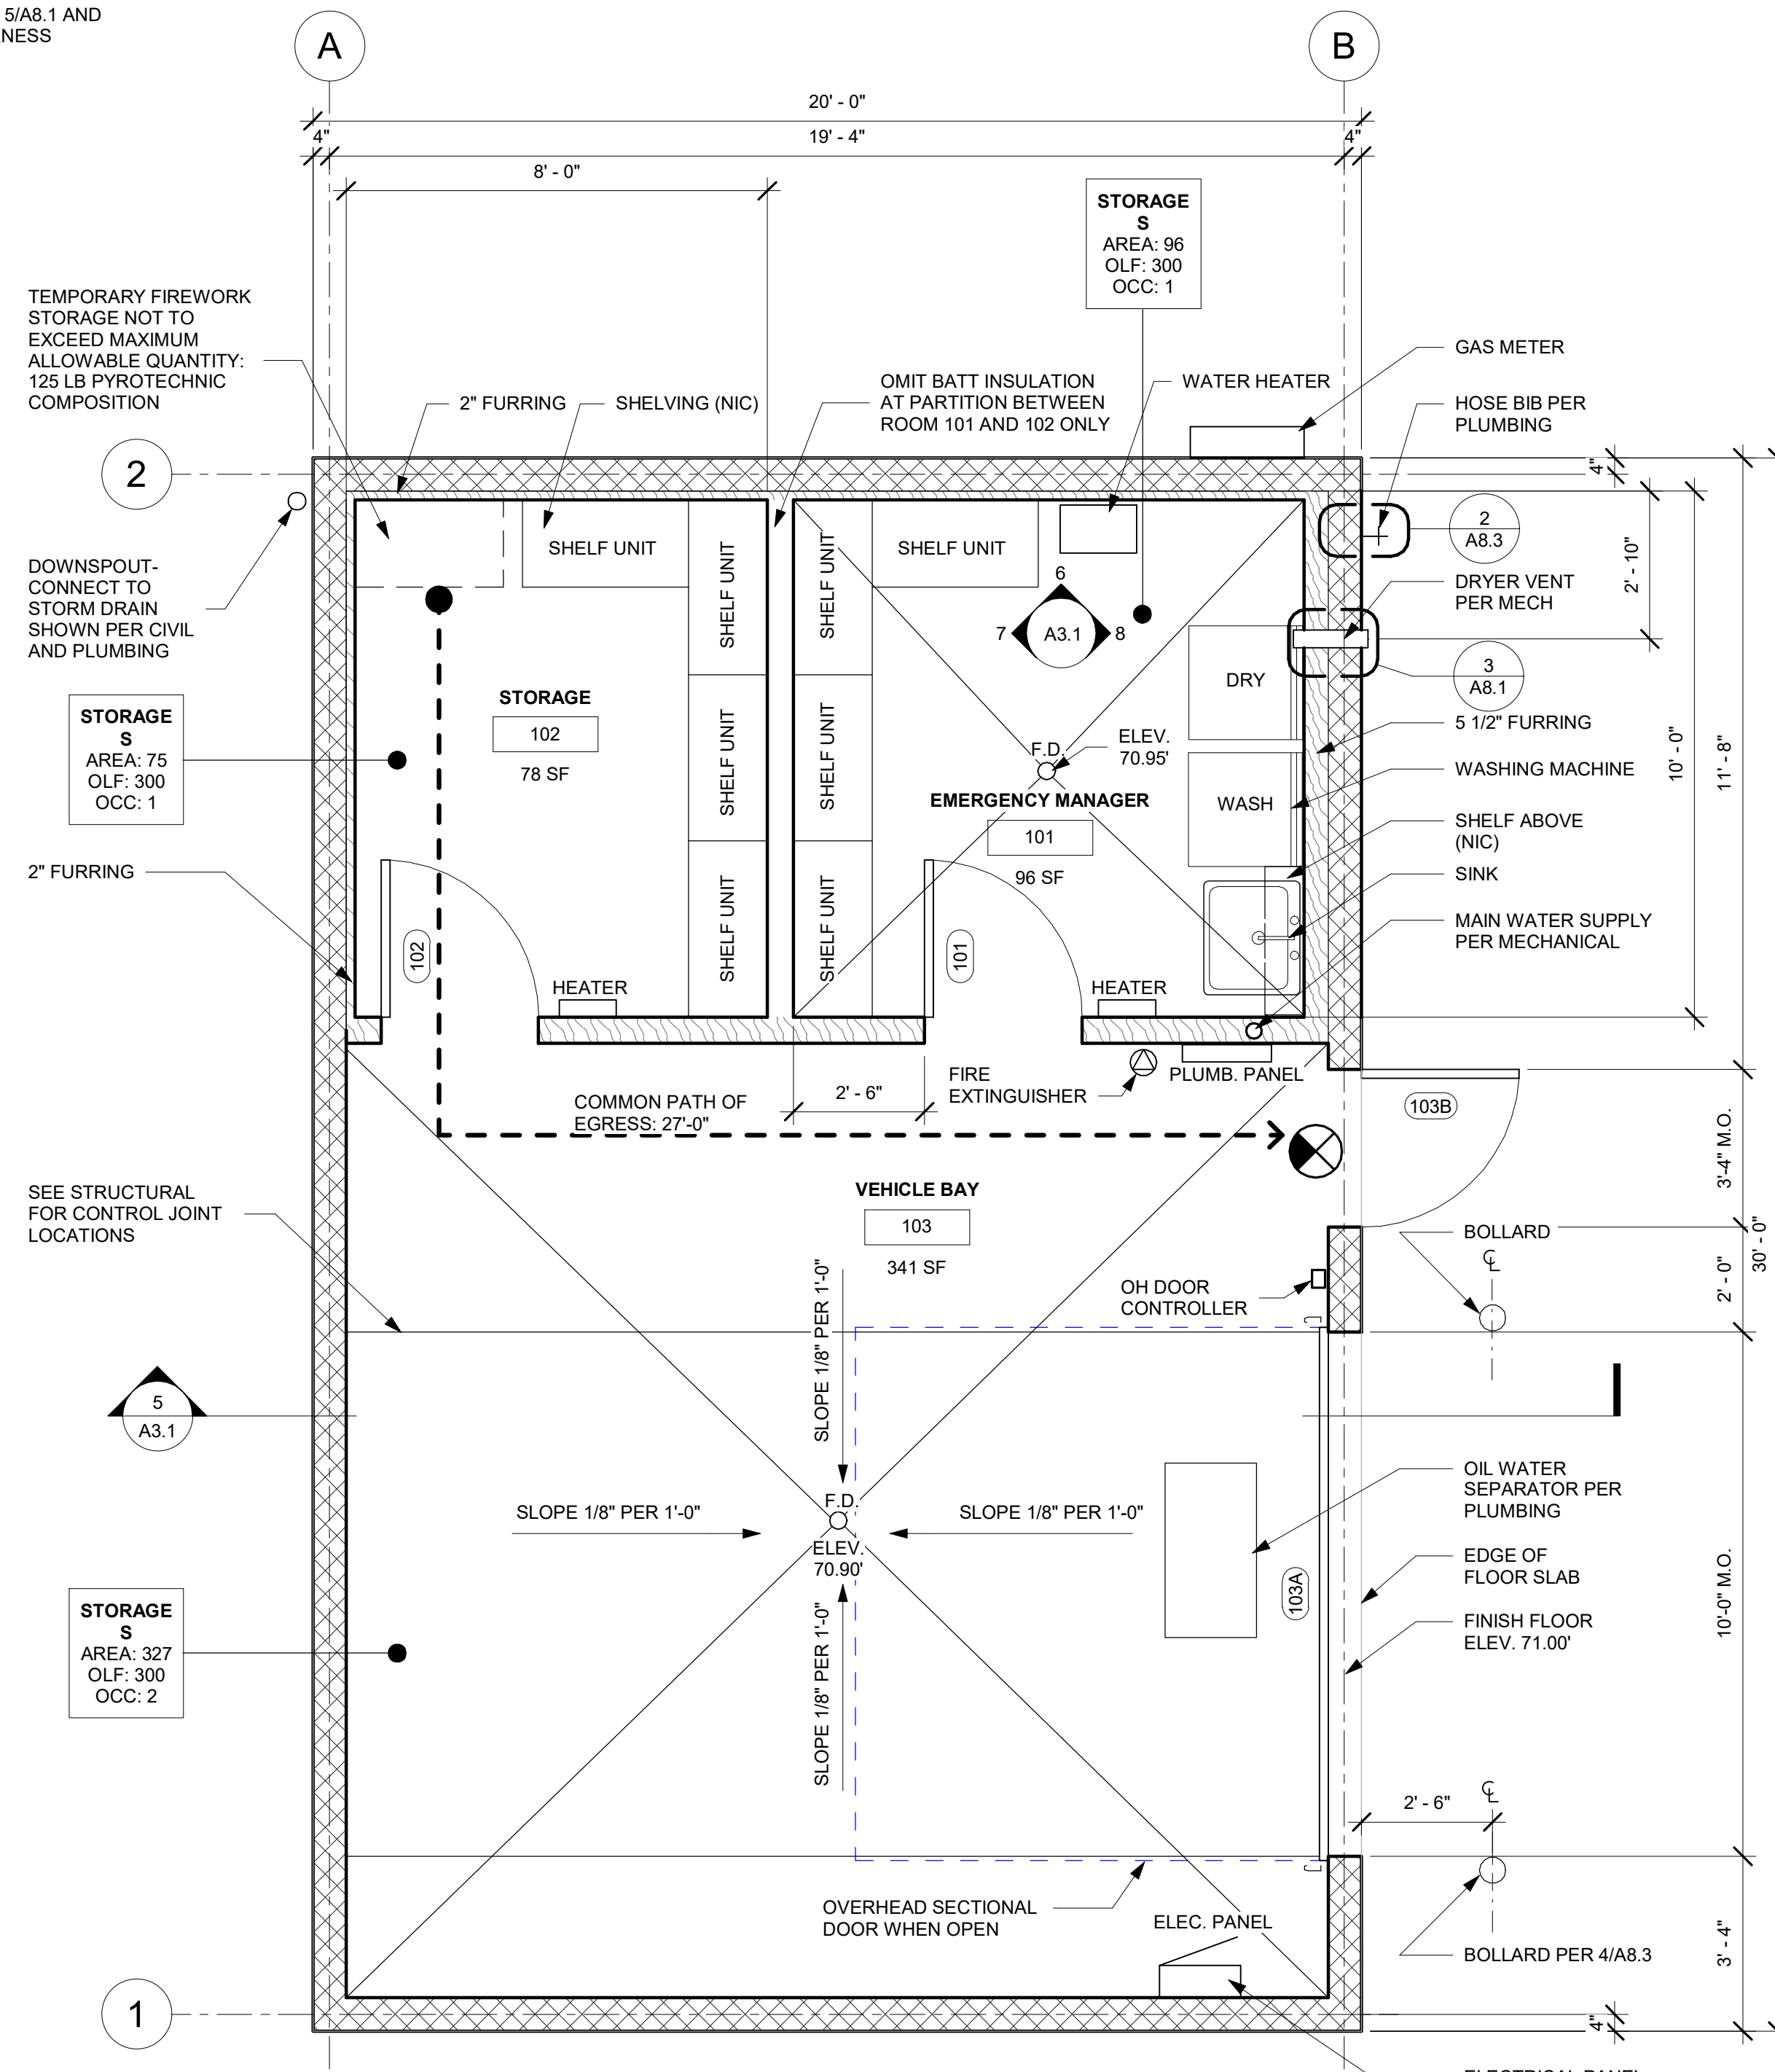 5/A8.1 AND
NESS
A
B
20' - 0"
4"
19' - 4"
4"
8' - 0"
STORAGE
S
AREA: 96
OLF: 300
OCC: 1
TEMPORARY FIREWORK
STORAGE NOT TO
EXCEED MAXIMUM
ALLOWABLE QUANTITY:
125 LB PYROTECHNIC
COMPOSITION
2" FURRING
SHELVING (NIC)
OMIT BATT INSULATION
AT PARTITION BETWEEN
ROOM 101 AND 102 ONLY
WATER HEATER
GAS METER
HOSE BIB PER
PLUMBING
2
4"
2
A8.3
SHELF UNIT
SHELF UNIT
SHELF UNIT
SHELF UNIT
DOWNSPOUT-
CONNECT TO
STORM DRAIN
SHOWN PER CIVIL
AND PLUMBING
6
7
A3.1
8
DRYER VENT
PER MECH
2' - 10"
3
A8.1
STORAGE
S
AREA: 75
OLF: 300
OCC: 1
STORAGE
102
78 SF
SHELF UNIT
SHELF UNIT
DRY
F.D.
ELEV.
70.95'
5 1/2" FURRING
10' - 0"
11' - 8"
WASHING MACHINE
EMERGENCY MANAGER
101
96 SF
WASH
SHELF ABOVE
(NIC)
2" FURRING
SINK
102
SHELF UNIT
SHELF UNIT
101
MAIN WATER SUPPLY
PER MECHANICAL
HEATER
HEATER
FIRE
EXTINGUISHER
PLUMB. PANEL
2' - 6"
COMMON PATH OF
EGRESS: 27'-0"
103B
3'-4" M.O.
SEE STRUCTURAL
FOR CONTROL JOINT
LOCATIONS
VEHICLE BAY
103
341 SF
BOLLARD
CL
2' - 0"
30' - 0"
OH DOOR
CONTROLLER
SLOPE 1/8" PER 1'-0"
5
A3.1
OIL WATER
SEPARATOR PER
PLUMBING
SLOPE 1/8" PER 1'-0"
F.D.
SLOPE 1/8" PER 1'-0"
ELEV.
70.90'
EDGE OF
FLOOR SLAB
103A
10'-0" M.O.
STORAGE
S
AREA: 327
OLF: 300
OCC: 2
SLOPE 1/8" PER 1'-0"
FINISH FLOOR
ELEV. 71.00'
CL
2' - 6"
OVERHEAD SECTIONAL
DOOR WHEN OPEN
ELEC. PANEL
BOLLARD PER 4/A8.3
3' - 4"
1
4"
ELECTRICAL PANEL